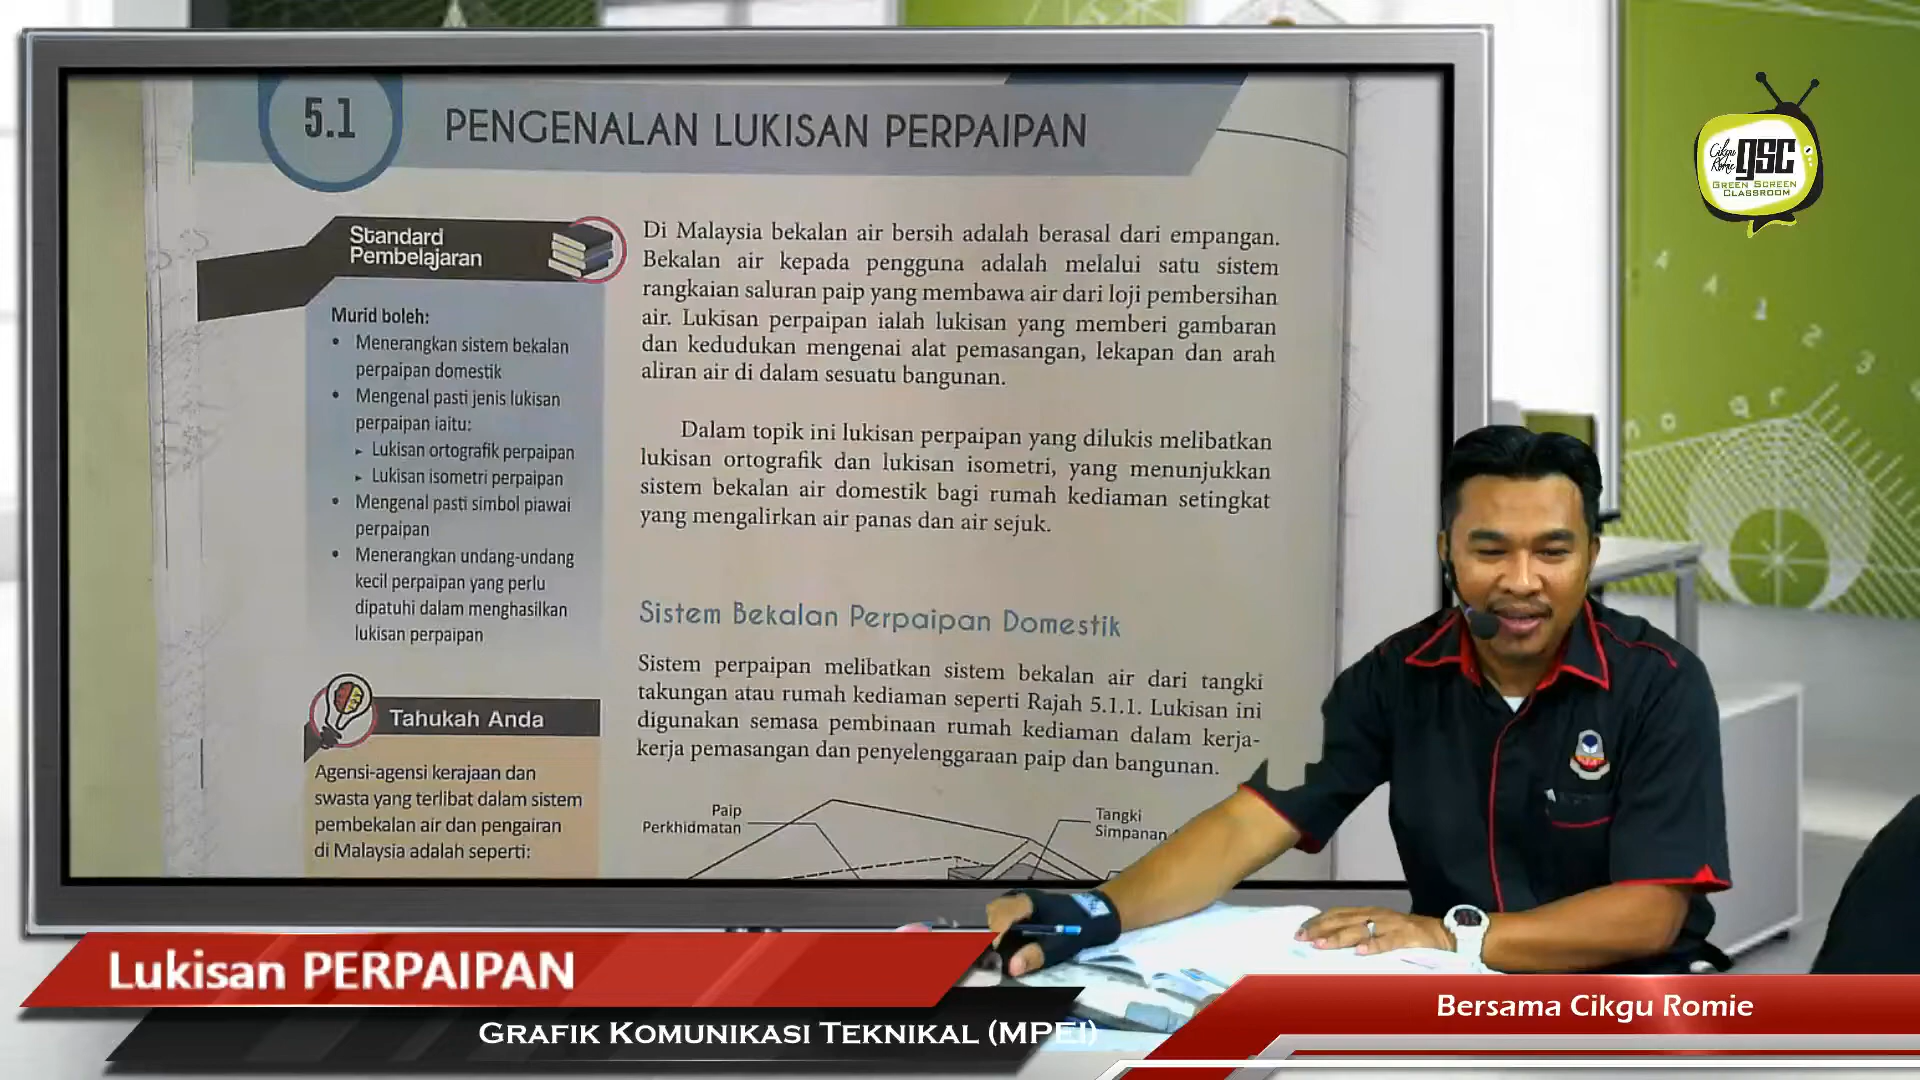 5.1
PENGENALAN LUKISAN PERPAIPAN
Standard
Pembelajaran
Murid boleh:
• Menerangkan sistem bekalan
perpaipan domestik
• Mengenal pasti jenis lukisan
perpaipan iaitu:
► Lukisan ortografik perpaipan
► Lukisan isometri perpaipan
• Mengenal pasti simbol piawai
perpaipan
• Menerangkan undang-undang
kecil perpaipan yang perlu
dipatuhi dalam menghasilkan
lukisan perpaipan
Tahukah Anda
Agensi-agensi kerajaan dan
swasta yang terlibat dalam sistem
pembekalan air dan pengairan
di Malaysia adalah seperti:
Di Malaysia bekalan air bersih adalah berasal dari empangan.
Bekalan air kepada pengguna adalah melalui satu sistem
rangkaian saluran paip yang membawa air dari loji pembersihan
air. Lukisan perpaipan ialah lukisan yang memberi gambaran
dan kedudukan mengenai alat pemasangan, lekapan dan arah
aliran air di dalam sesuatu bangunan.
Dalam topik ini lukisan perpaipan yang dilukis melibatkan
lukisan ortografik dan lukisan isometri, yang menunjukkan
sistem bekalan air domestik bagi rumah kediaman setingkat
yang mengalirkan air panas dan air sejuk.
Sistem Bekalan Perpaipan Domestik
Sistem perpaipan melibatkan sistem bekalan air dari tangki
takungan atau rumah kediaman seperti Rajah 5.1.1. Lukisan ini
digunakan semasa pembinaan rumah kediaman dalam kerja-
kerja pemasangan dan penyelenggaraan paip dan bangunan.
Paip
Perkhidmatan
Tangki
Simpanan
Cikgu
Romie
GSC
GREEN SCREEN
CLASSROOM
4 4 1 2 3
Lukisan PERPAIPAN
GRAFIK KOMUNIKASI TEKNIKAL (MPEI)
Bersama Cikgu Romie